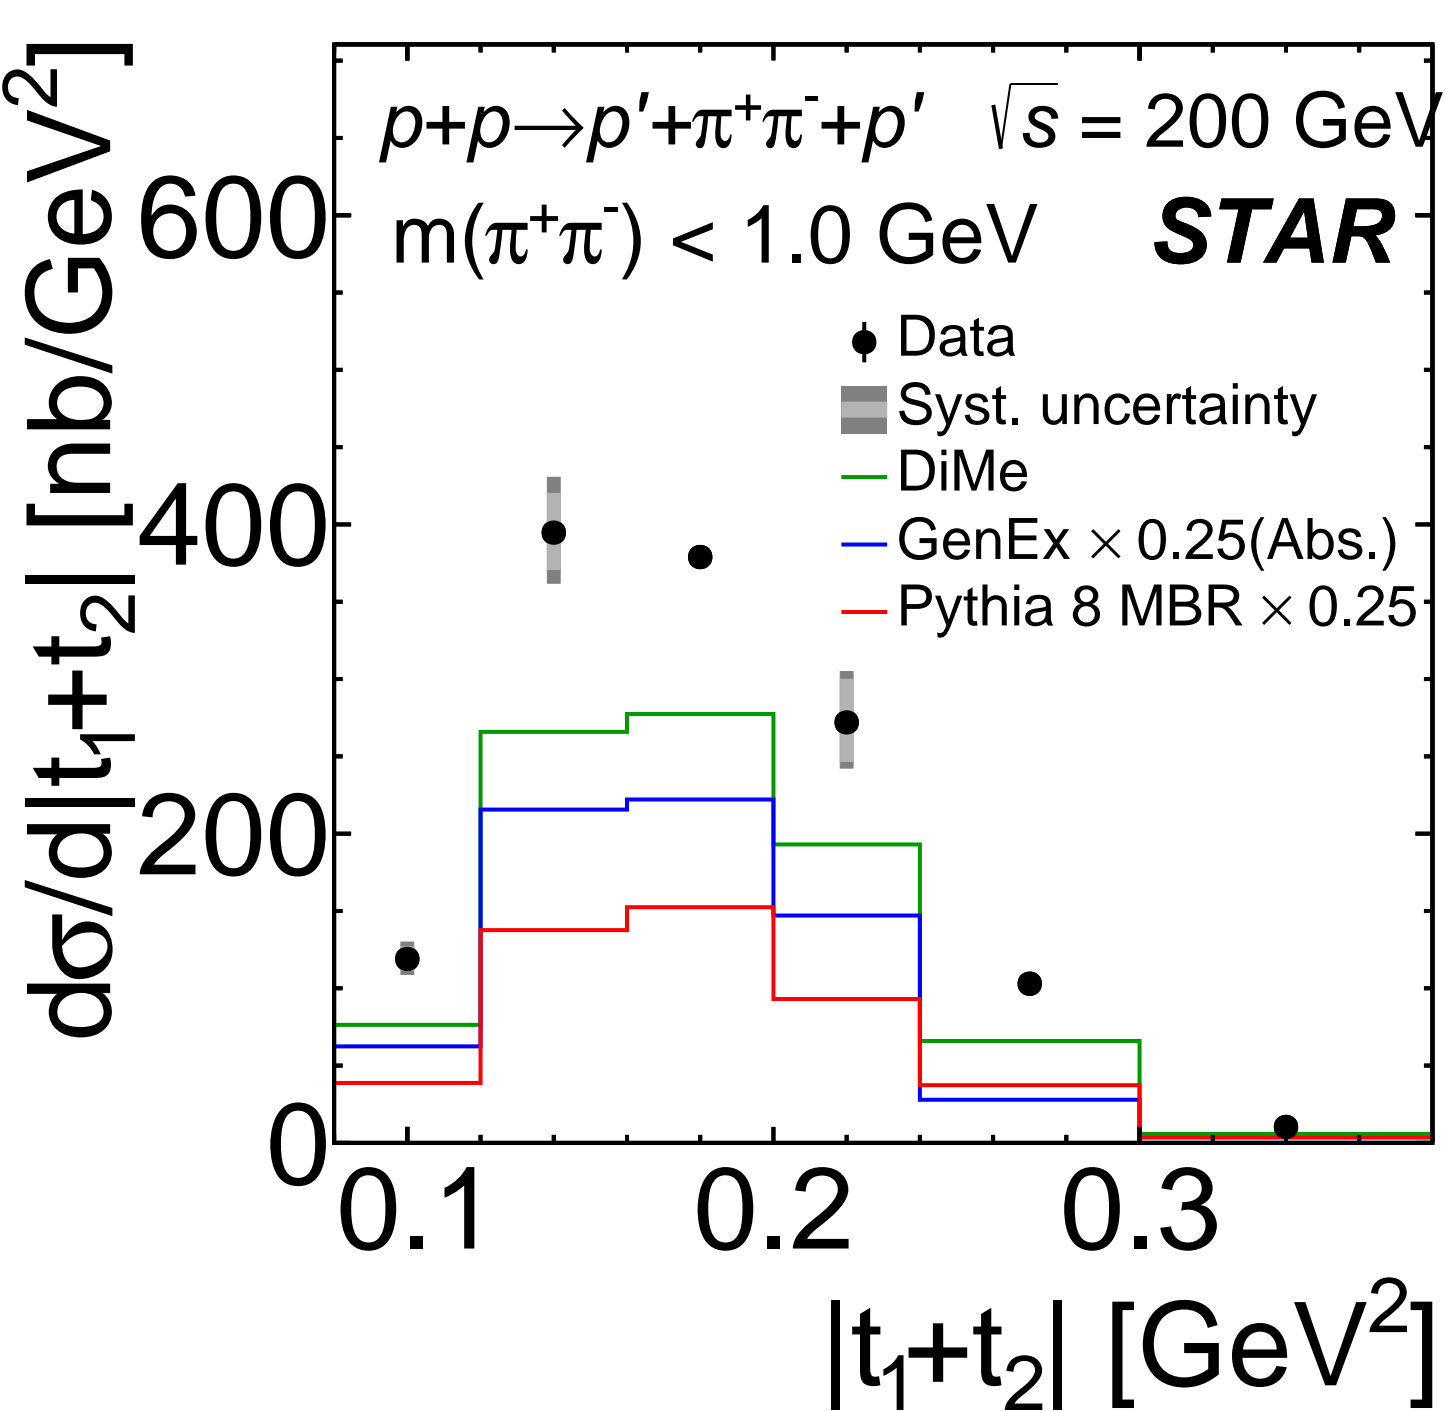 dσ/d|t₁+t₂| [nb/GeV²]
p+p→p′+π⁺π⁻+p′ √s = 200 GeV
m(π⁺π⁻) < 1.0 GeV STAR
Data
Syst. uncertainty
DiMe
GenEx × 0.25(Abs.)
Pythia 8 MBR × 0.25
600
400
200
0
0.1 0.2 0.3
|t₁+t₂| [GeV²]